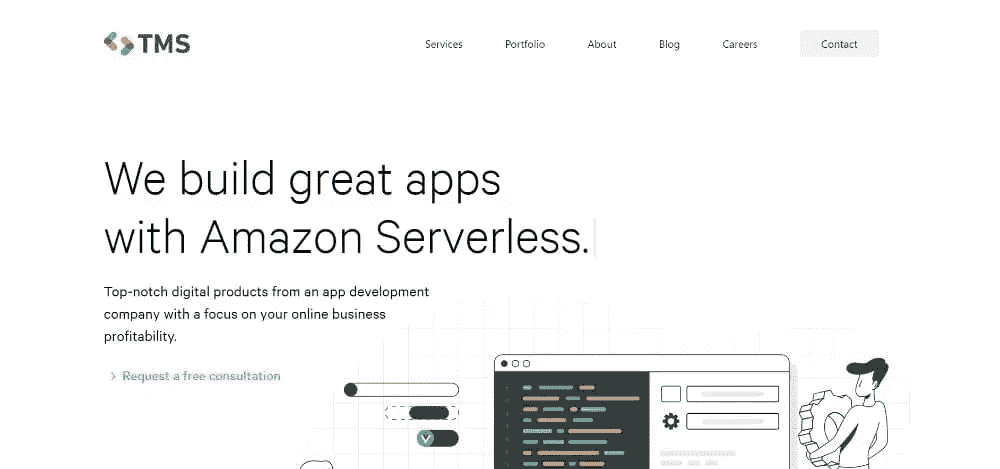 TMS
Services
Portfolio
About
Blog
Careers
Contact
We build great apps
with Amazon Serverless.
Top-notch digital products from an app development
company with a focus on your online business
profitability.
Request a free consultation